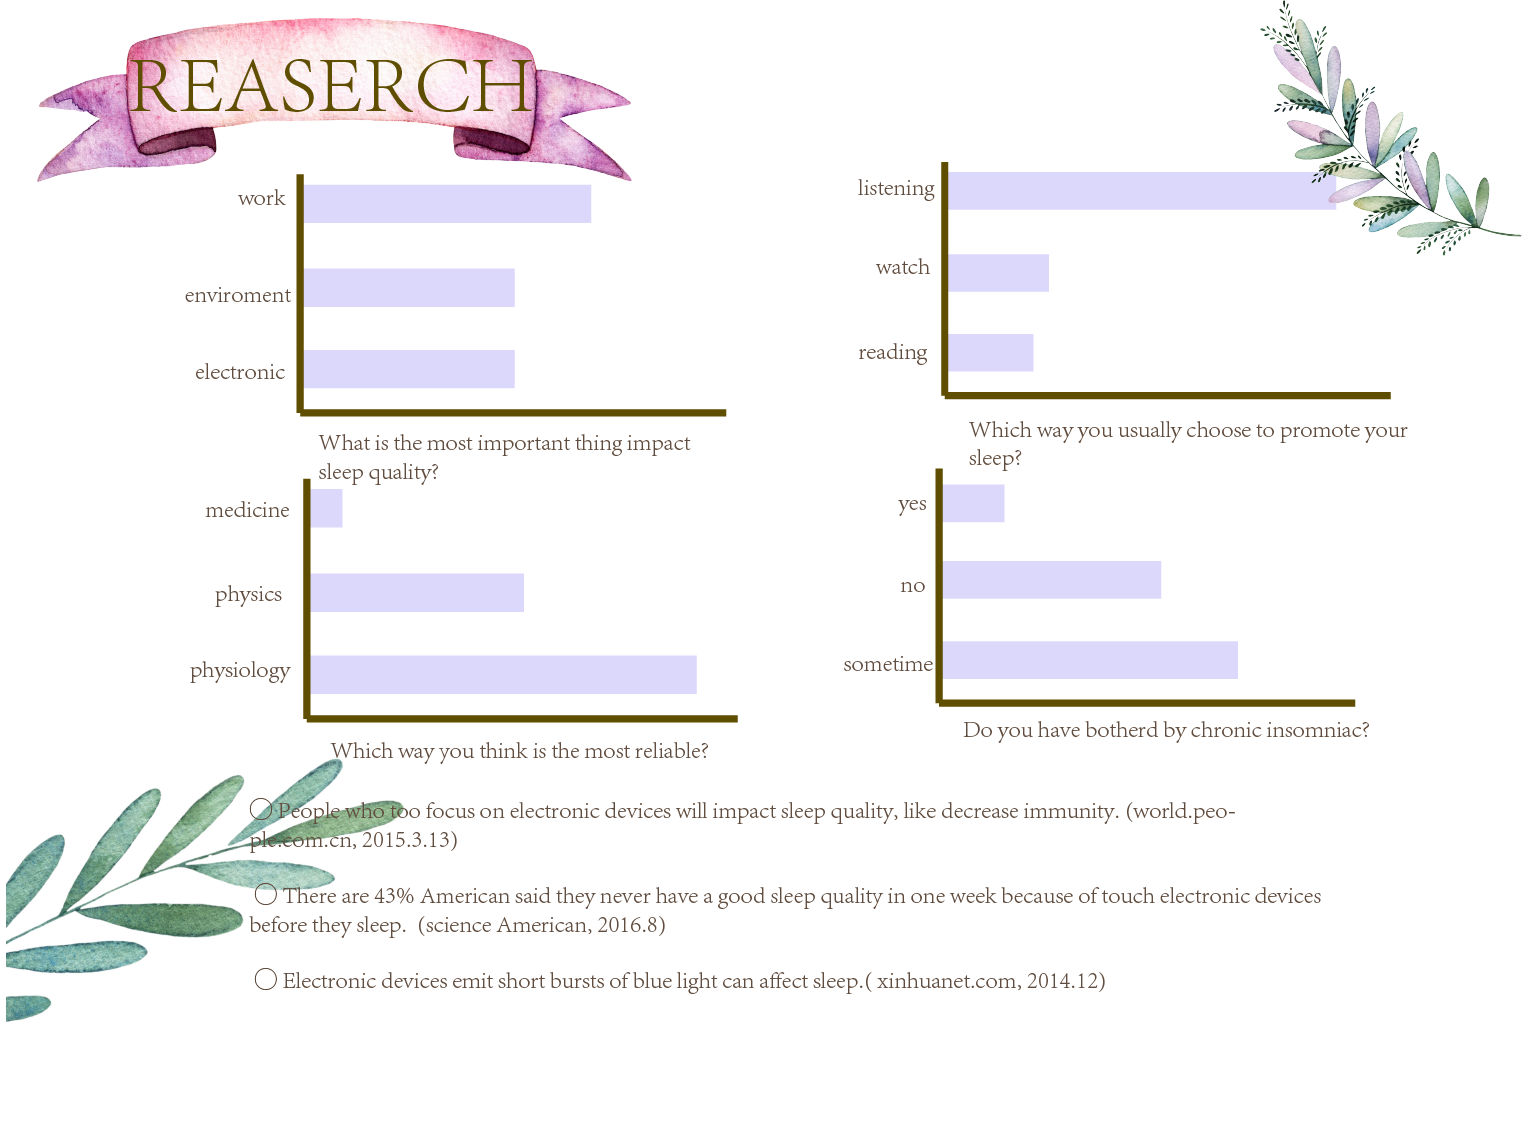 REASERCH
work
enviroment
electronic
What is the most important thing impact
sleep quality?
listening
watch
reading
Which way you usually choose to promote your
sleep?
medicine
physics
physiology
Which way you think is the most reliable?
yes
no
sometime
Do you have botherd by chronic insomniac?
◯ People who too focus on electronic devices will impact sleep quality, like decrease immunity. (world.peo-
ple.com.cn, 2015.3.13)
◯ There are 43% American said they never have a good sleep quality in one week because of touch electronic devices
before they sleep. (science American, 2016.8)
◯ Electronic devices emit short bursts of blue light can affect sleep.( xinhuanet.com, 2014.12)